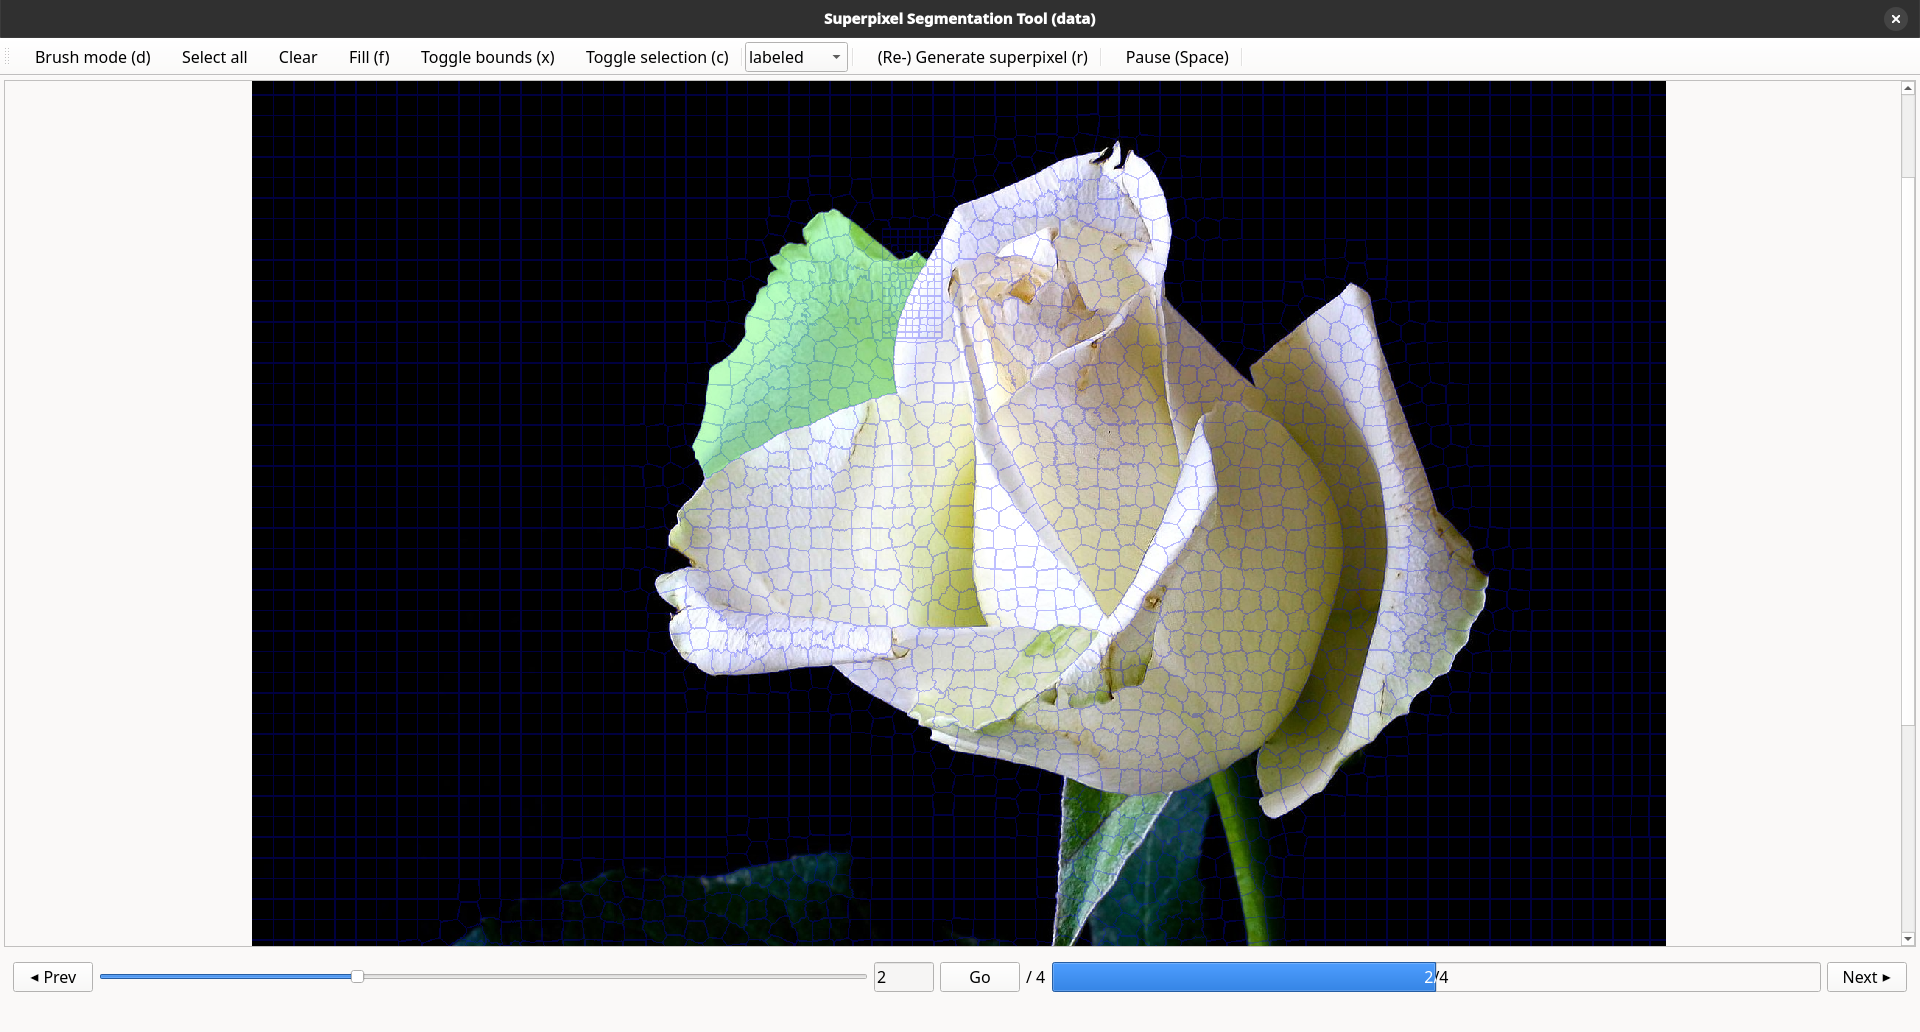 Superpixel Segmentation Tool (data)
Brush mode (d) Select all Clear Fill (f) Toggle bounds (x) Toggle selection (c) labeled (Re-) Generate superpixel (r) Pause (Space)
◂ Prev 2 Go / 4 2/4 Next ▸